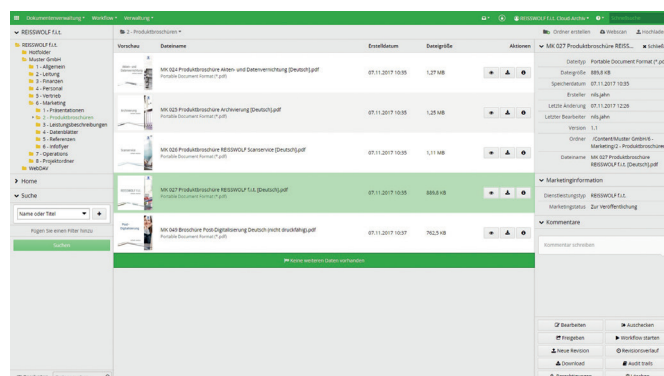 Dokumentenverwaltung Workflow Verwaltung REISSWOLF f.i.t. Cloud-Archiv Schnellsuche
REISSWOLF f.i.t.
REISSWOLF f.i.t.
Hotfolder
Muster GmbH
1 - Allgemein
2 - Leitung
3 - Finanzen
4 - Personal
5 - Vertrieb
6 - Marketing
1 - Präsentationen
2 - Produktbroschüren
3 - Leistungsbeschreibungen
4 - Datenblätter
5 - Referenzen
6 - Infoflyer
7 - Operations
8 - Projektordner
WebDAV
Home
Suche
Name oder Titel
Fügen Sie einen Filter hinzu
Suchen
2 - Produktbroschüren
Vorschau Dateiname Erstelldatum Dateigröße Aktionen
MK 024 Produktbroschüre Akten- und Datenvernichtung [Deutsch].pdf 07.11.2017 10:35 1,27 MB
Portable Document Format (*.pdf)
MK 025 Produktbroschüre Archivierung [Deutsch].pdf 07.11.2017 10:35 1,25 MB
Portable Document Format (*.pdf)
MK 026 Produktbroschüre REISSWOLF Scanservice [Deutsch].pdf 07.11.2017 10:35 1,11 MB
Portable Document Format (*.pdf)
MK 027 Produktbroschüre REISSWOLF f.i.t. [Deutsch].pdf 07.11.2017 10:35 889,8 KB
Portable Document Format (*.pdf)
MK 049 Broschüre Post-Digitalisierung Deutsch (nicht druckfähig).pdf 07.11.2017 10:37 762,5 KB
Portable Document Format (*.pdf)
Keine weiteren Daten vorhanden
Ordner erstellen Webscan Hochlade
MK 027 Produktbroschüre REISS... Schließ
Dateityp Portable Document Format (*.pd
Dateigröße 889,8 KB
Speicherdatum 07.11.2017 10:35
Ersteller nils.jahn
Letzte Änderung 07.11.2017 12:26
Letzter Bearbeiter nils.jahn
Version 1.1
Ordner /Content/Muster GmbH/6 -
Marketing/2 - Produktbroschüren
Dateiname MK 027 Produktbroschüre
REISSWOLF f.i.t. [Deutsch].pdf
Marketinginformation
Dienstleistungstyp REISSWOLF f.i.t.
Marketingstatus Zur Veröffentlichung
Kommentare
Kommentar schreiben
Bearbeiten Auschecken
Freigeben Workflow starten
Neue Revision Revisionsverlauf
Download Audit trails